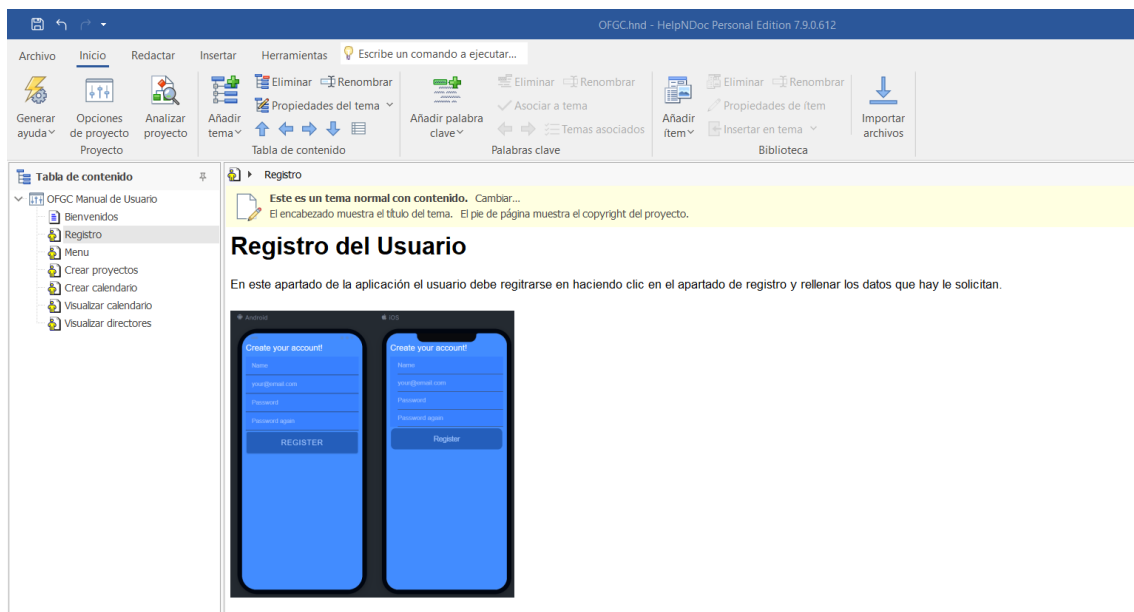 OFGC.hnd - HelpNDoc Personal Edition 7.9.0.612
Archivo Inicio Redactar Insertar Herramientas Escribe un comando a ejecutar...
Generar ayuda
Opciones de proyecto
Analizar proyecto
Proyecto
Añadir tema
Eliminar Renombrar
Propiedades del tema
Tabla de contenido
Añadir palabra clave
Eliminar Renombrar
Asociar a tema
Temas asociados
Palabras clave
Añadir ítem
Eliminar Renombrar
Propiedades de ítem
Insertar en tema
Biblioteca
Importar archivos
Tabla de contenido
OFGC Manual de Usuario
Bienvenidos
Registro
Menu
Crear proyectos
Crear calendario
Visualizar calendario
Visualizar directores
Registro
Este es un tema normal con contenido. Cambiar...
El encabezado muestra el título del tema. El pie de página muestra el copyright del proyecto.
Registro del Usuario
En este apartado de la aplicación el usuario debe regitrarse en haciendo clic en el apartado de registro y rellenar los datos que hay le solicitan.
Android
Create your account!
Name
your@email.com
Password
Password again
REGISTER
iOS
Create your account!
Name
your@email.com
Password
Password again
Register